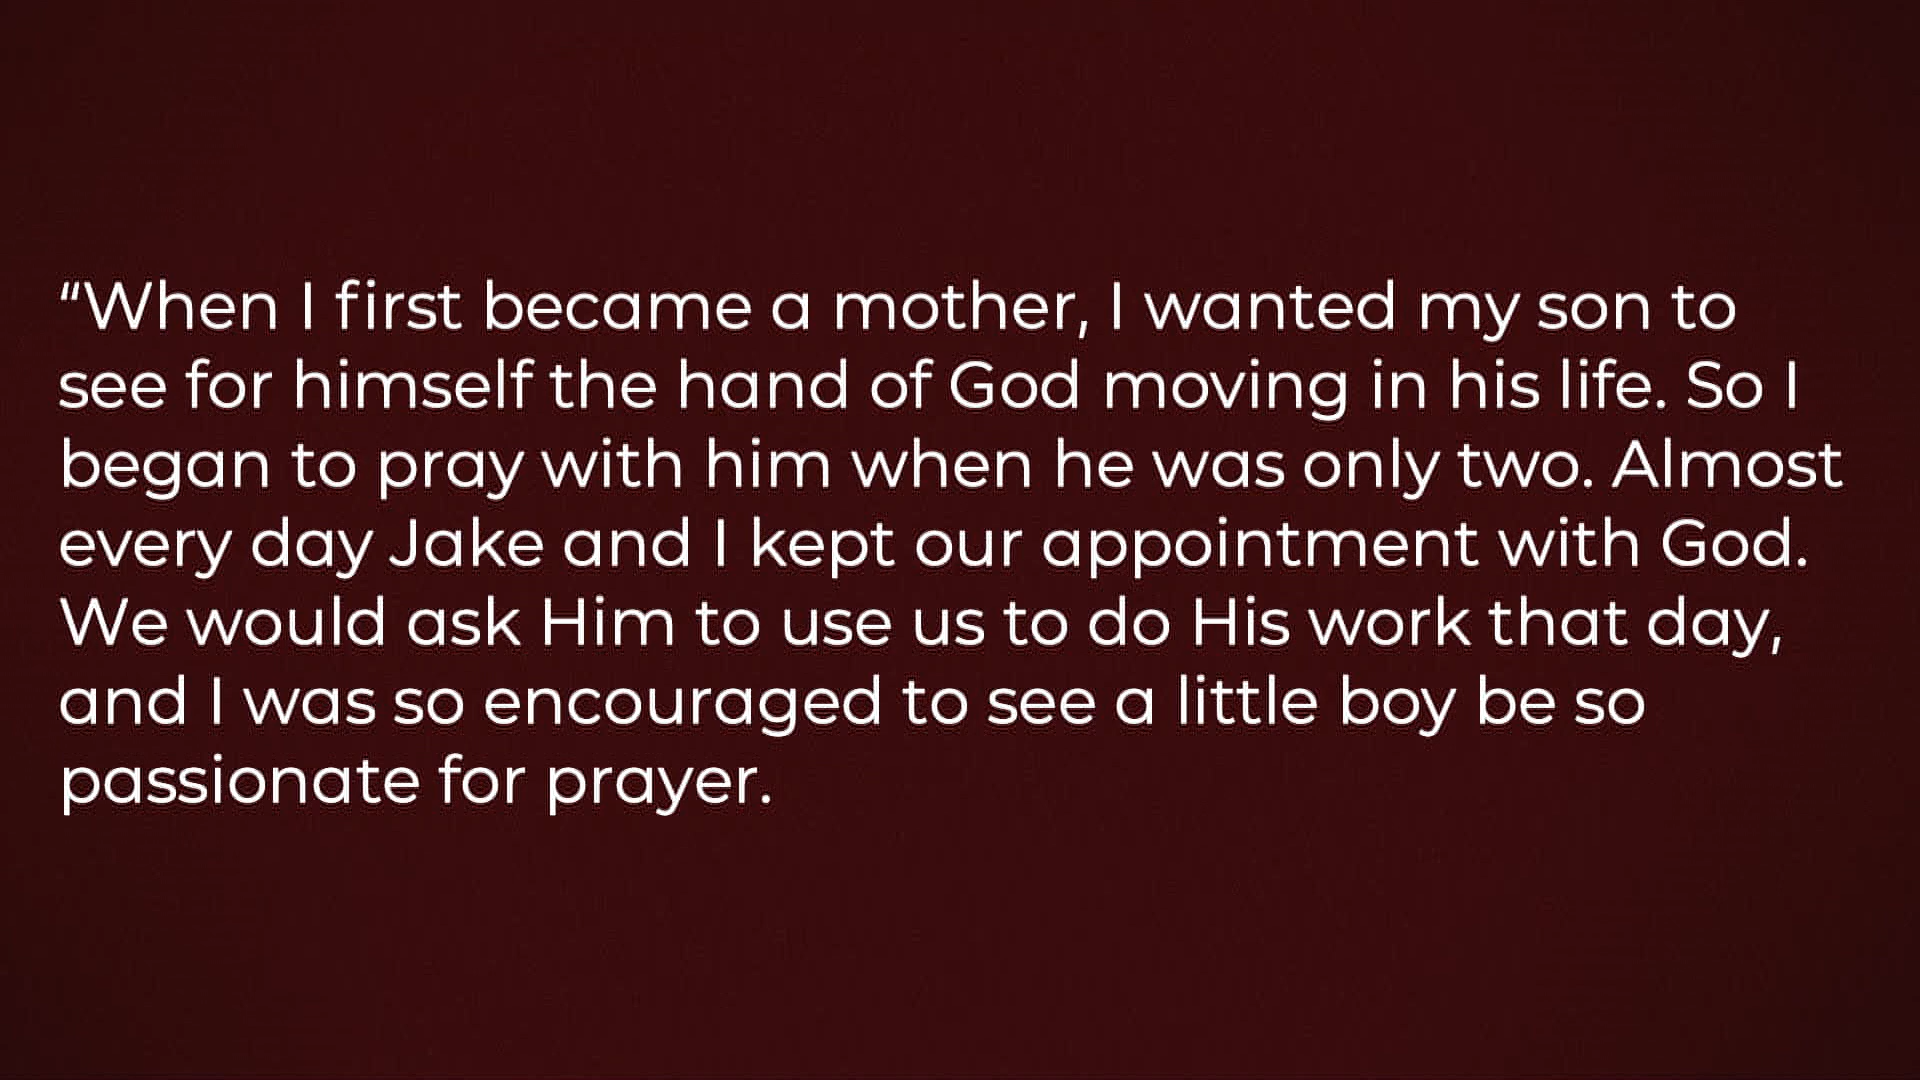 “When I first became a mother, I wanted my son to
see for himself the hand of God moving in his life. So I
began to pray with him when he was only two. Almost
every day Jake and I kept our appointment with God.
We would ask Him to use us to do His work that day,
and I was so encouraged to see a little boy be so
passionate for prayer.